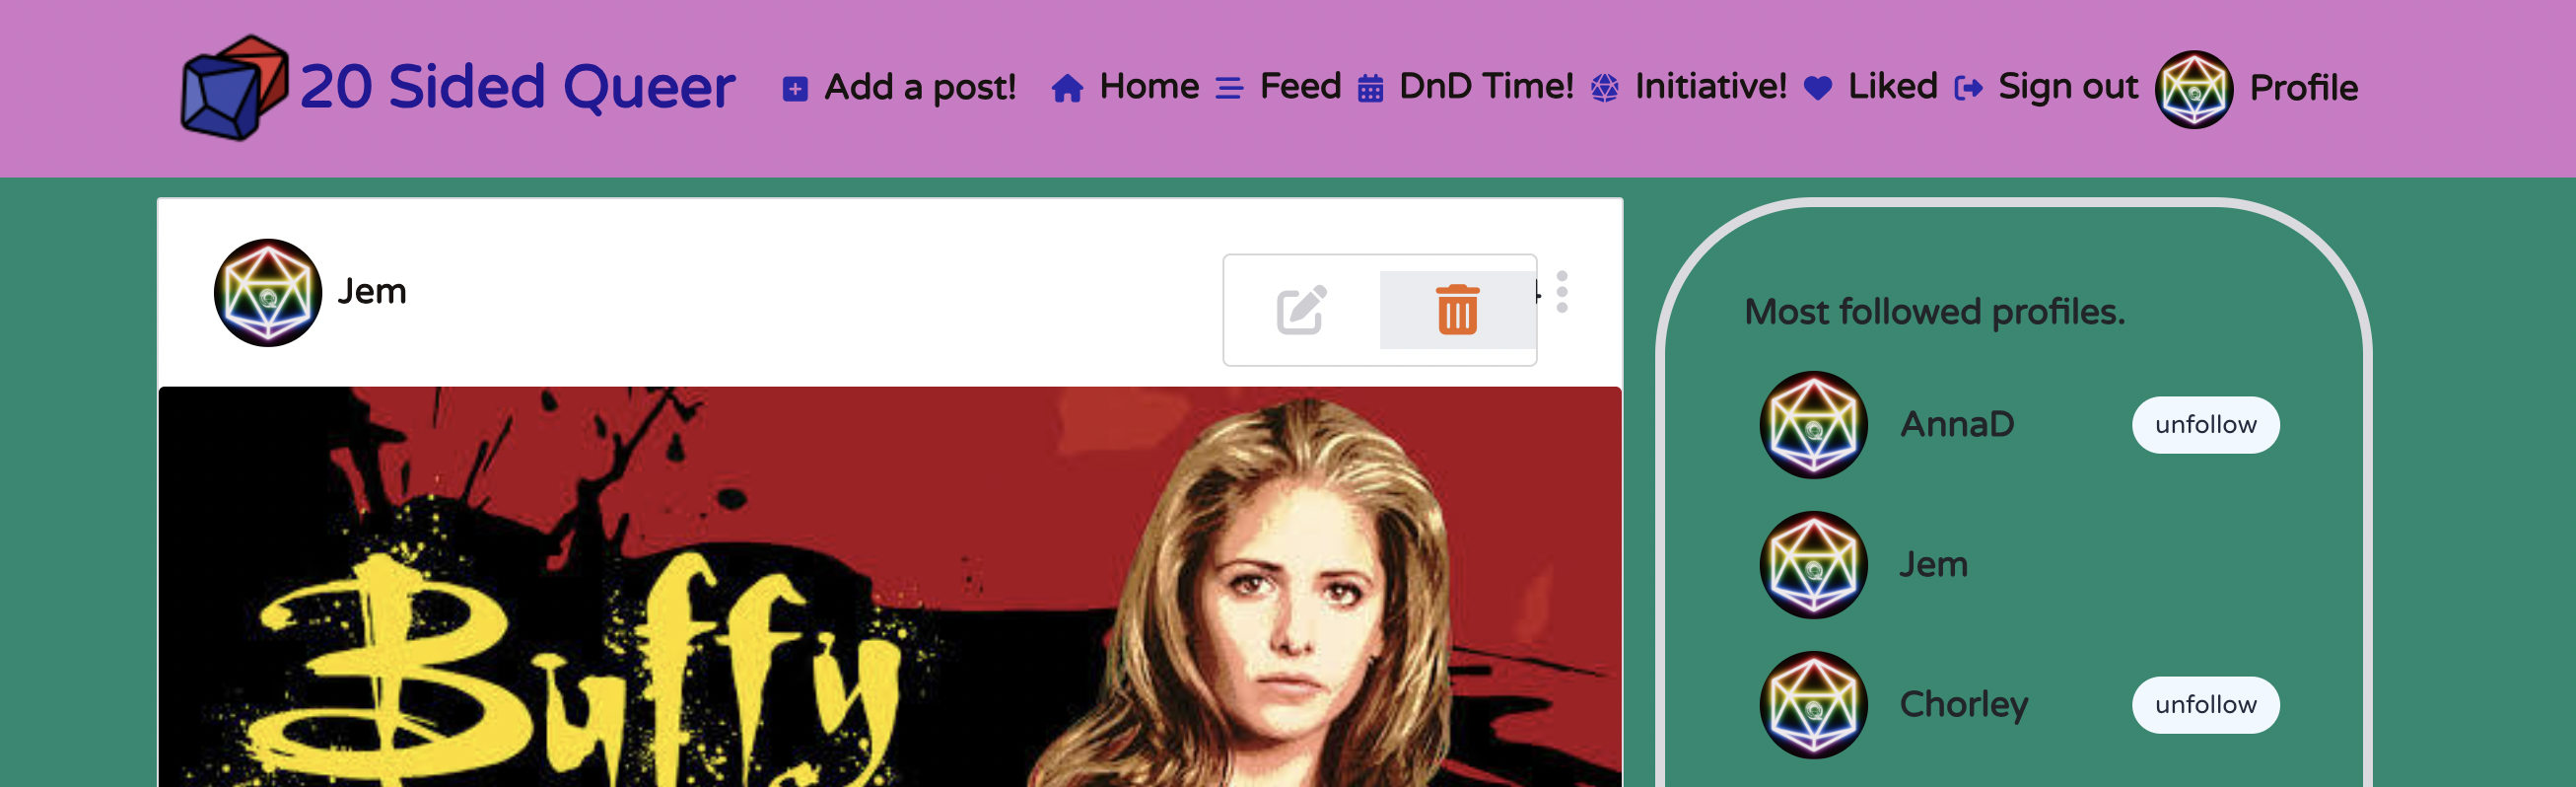 20 Sided Queer
Add a post!
Home
Feed
DnD Time!
Initiative!
Liked
Sign out
Profile
Jem
Most followed profiles.
AnnaD
unfollow
Jem
Chorley
unfollow
Buffy